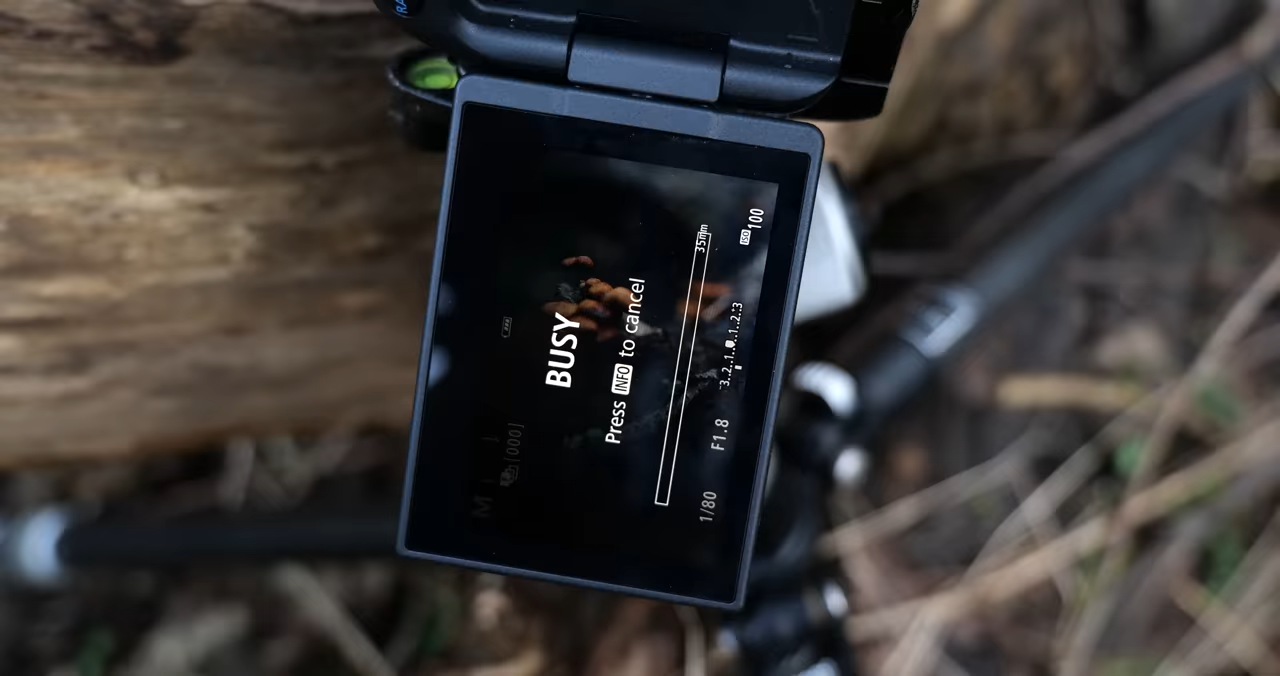 M
[000]
BUSY
Press INFO to cancel
35mm
3..2..1..0..1..2..3
1/80
F1.8
ISO 100